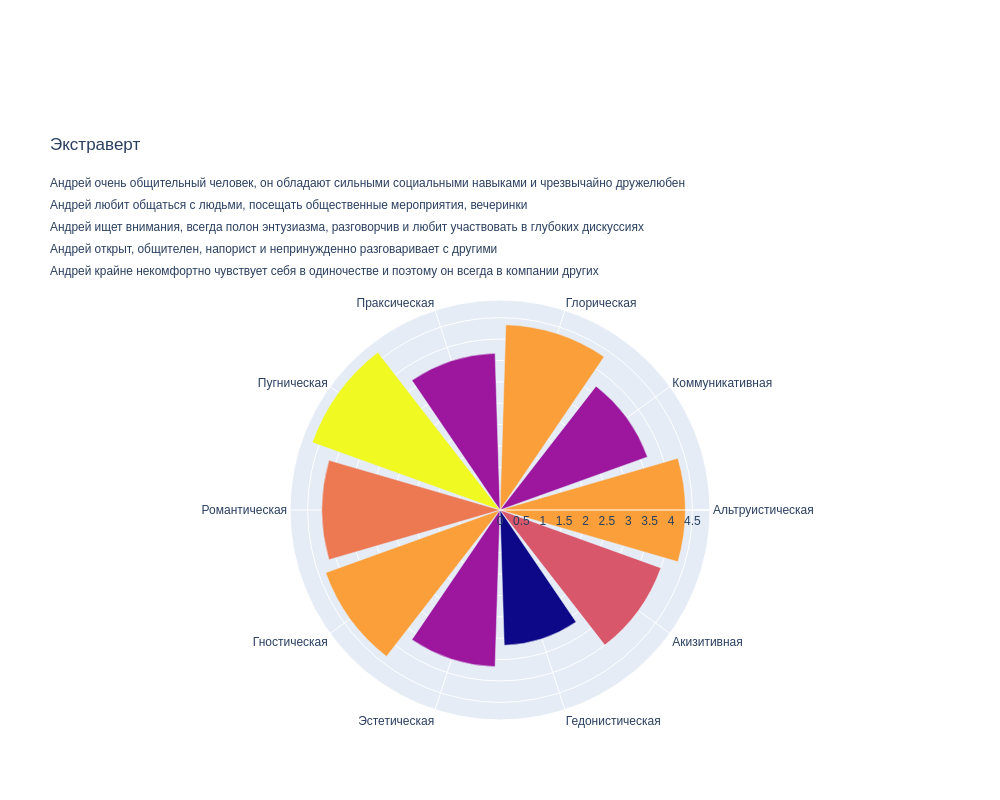 Экстраверт
Андрей очень общительный человек, он обладают сильными социальными навыками и чрезвычайно дружелюбен
Андрей любит общаться с людьми, посещать общественные мероприятия, вечеринки
Андрей ищет внимания, всегда полон энтузиазма, разговорчив и любит участвовать в глубоких дискуссиях
Андрей открыт, общителен, напорист и непринужденно разговаривает с другими
Андрей крайне некомфортно чувствует себя в одиночестве и поэтому он всегда в компании других
Праксическая
Глорическая
Пугническая
Коммуникативная
Романтическая
Альтруистическая
0 0.5 1 1.5 2 2.5 3 3.5 4 4.5
Гностическая
Акизитивная
Эстетическая
Гедонистическая